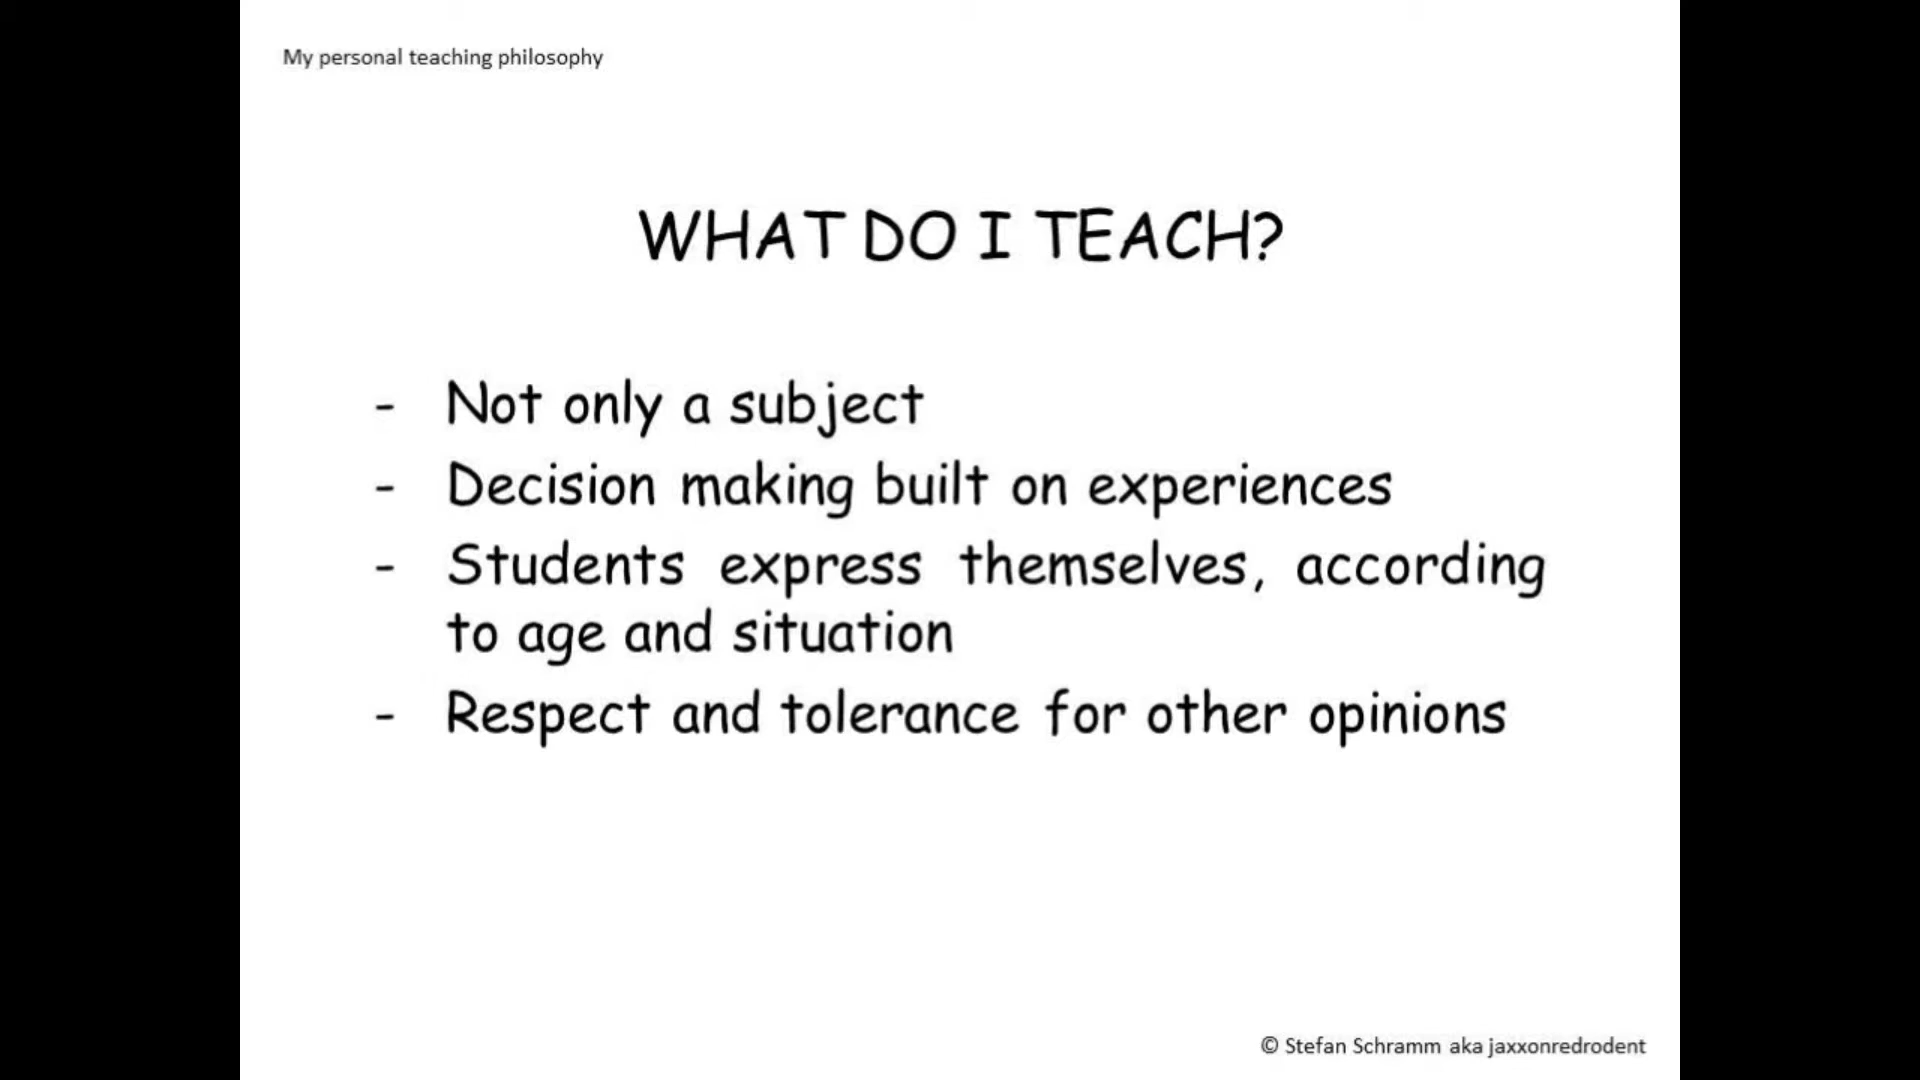 My personal teaching philosophy
WHAT DO I TEACH?
- Not only a subject
- Decision making built on experiences
- Students express themselves, according
to age and situation
- Respect and tolerance for other opinions
© Stefan Schramm aka jaxxonredrodent